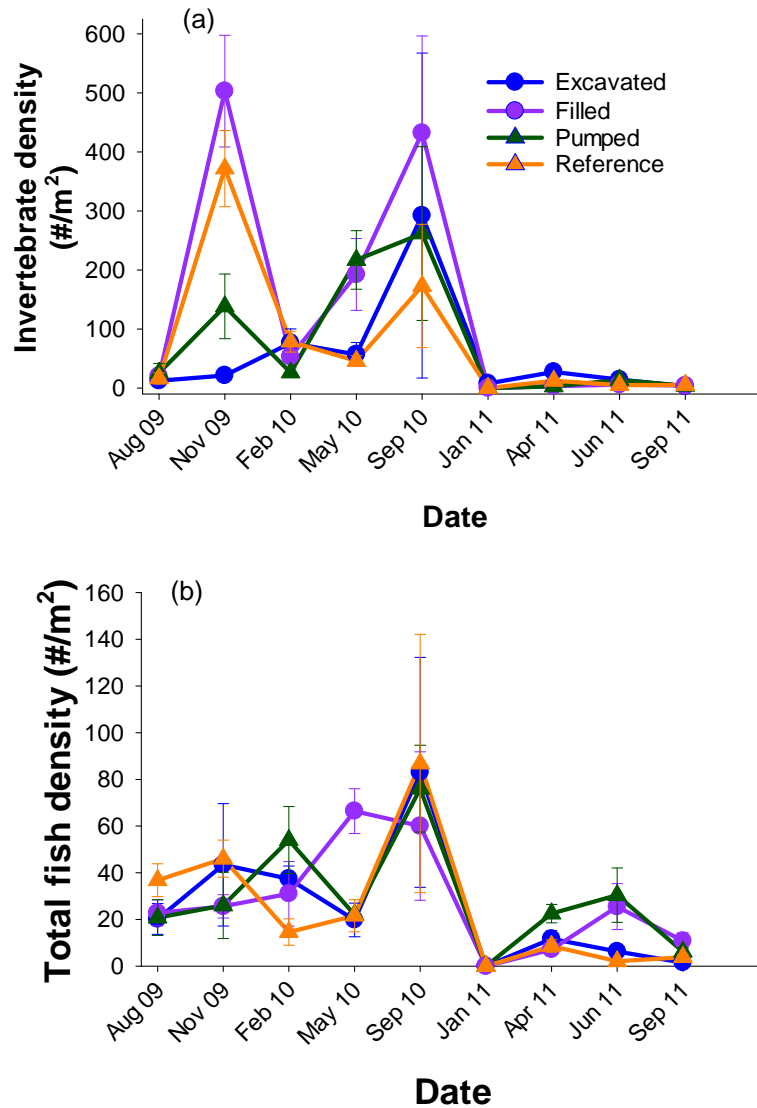 (a)
Invertebrate density
(#/m²)
600
500
400
300
200
100
0
Excavated
Filled
Pumped
Reference
Aug 09
Nov 09
Feb 10
May 10
Sep 10
Jan 11
Apr 11
Jun 11
Sep 11
Date
(b)
Total fish density (#/m²)
160
140
120
100
80
60
40
20
0
Aug 09
Nov 09
Feb 10
May 10
Sep 10
Jan 11
Apr 11
Jun 11
Sep 11
Date